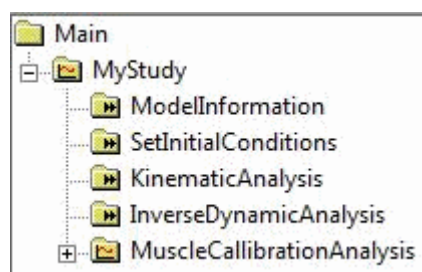 Main
MyStudy
ModelInformation
SetInitialConditions
KinematicAnalysis
InverseDynamicAnalysis
MuscleCallibrationAnalysis